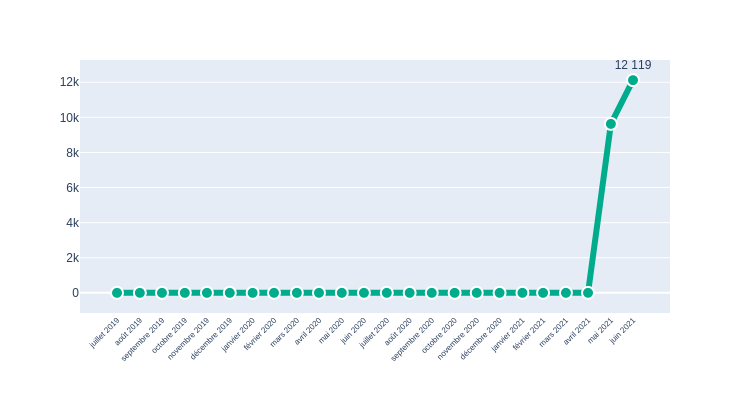 12 119
12k
10k
8k
6k
4k
2k
0
juillet 2019
août 2019
septembre 2019
octobre 2019
novembre 2019
décembre 2019
janvier 2020
février 2020
mars 2020
avril 2020
mai 2020
juin 2020
juillet 2020
août 2020
septembre 2020
octobre 2020
novembre 2020
décembre 2020
janvier 2021
février 2021
mars 2021
avril 2021
mai 2021
juin 2021